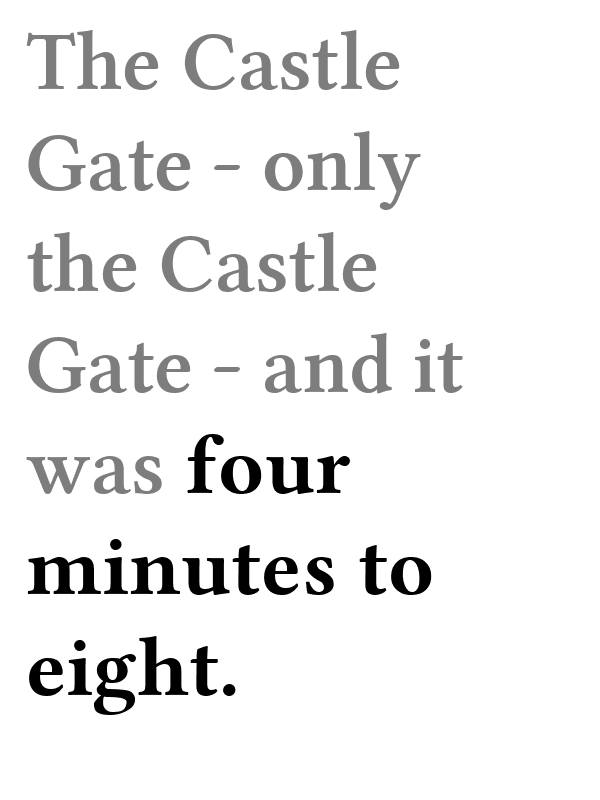 The Castle
Gate - only
the Castle
Gate - and it
was four
minutes to
eight.